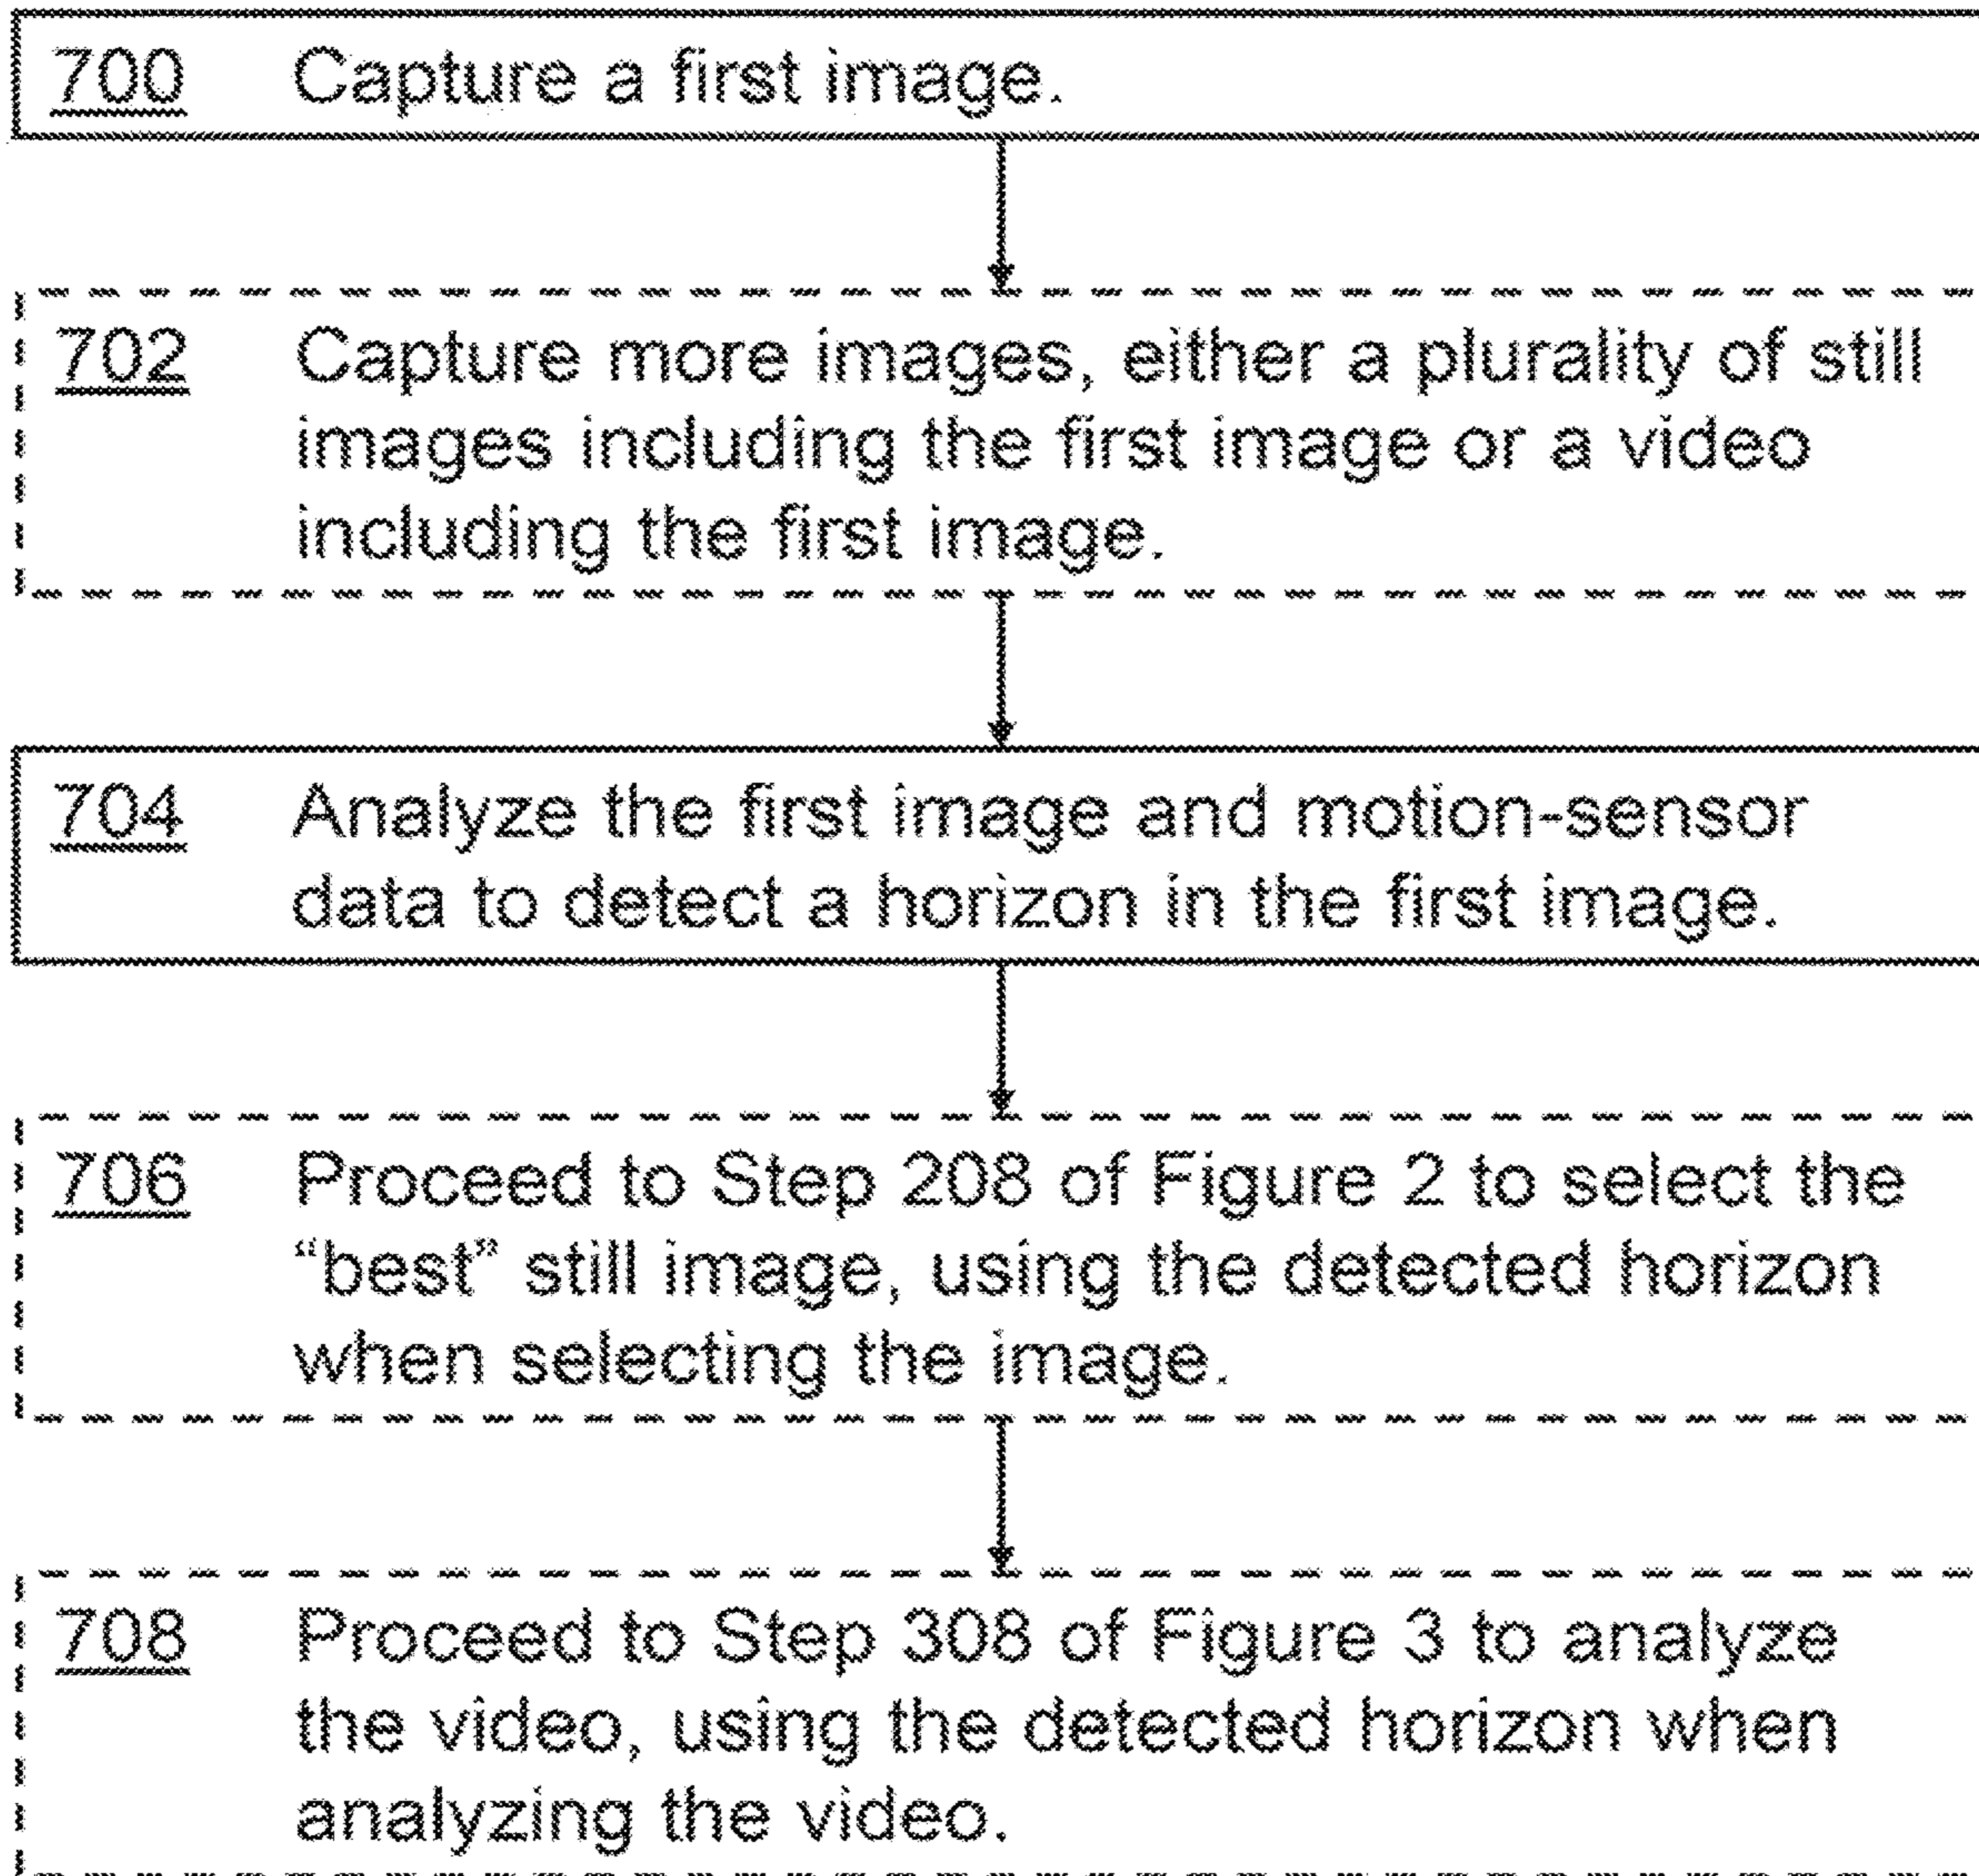 700 Capture a first image.
702 Capture more images, either a plurality of still
images including the first image or a video
including the first image.
704 Analyze the first image and motion-sensor
data to detect a horizon in the first image.
706 Proceed to Step 208 of Figure 2 to select the
“best” still image, using the detected horizon
when selecting the image.
708 Proceed to Step 308 of Figure 3 to analyze
the video, using the detected horizon when
analyzing the video.